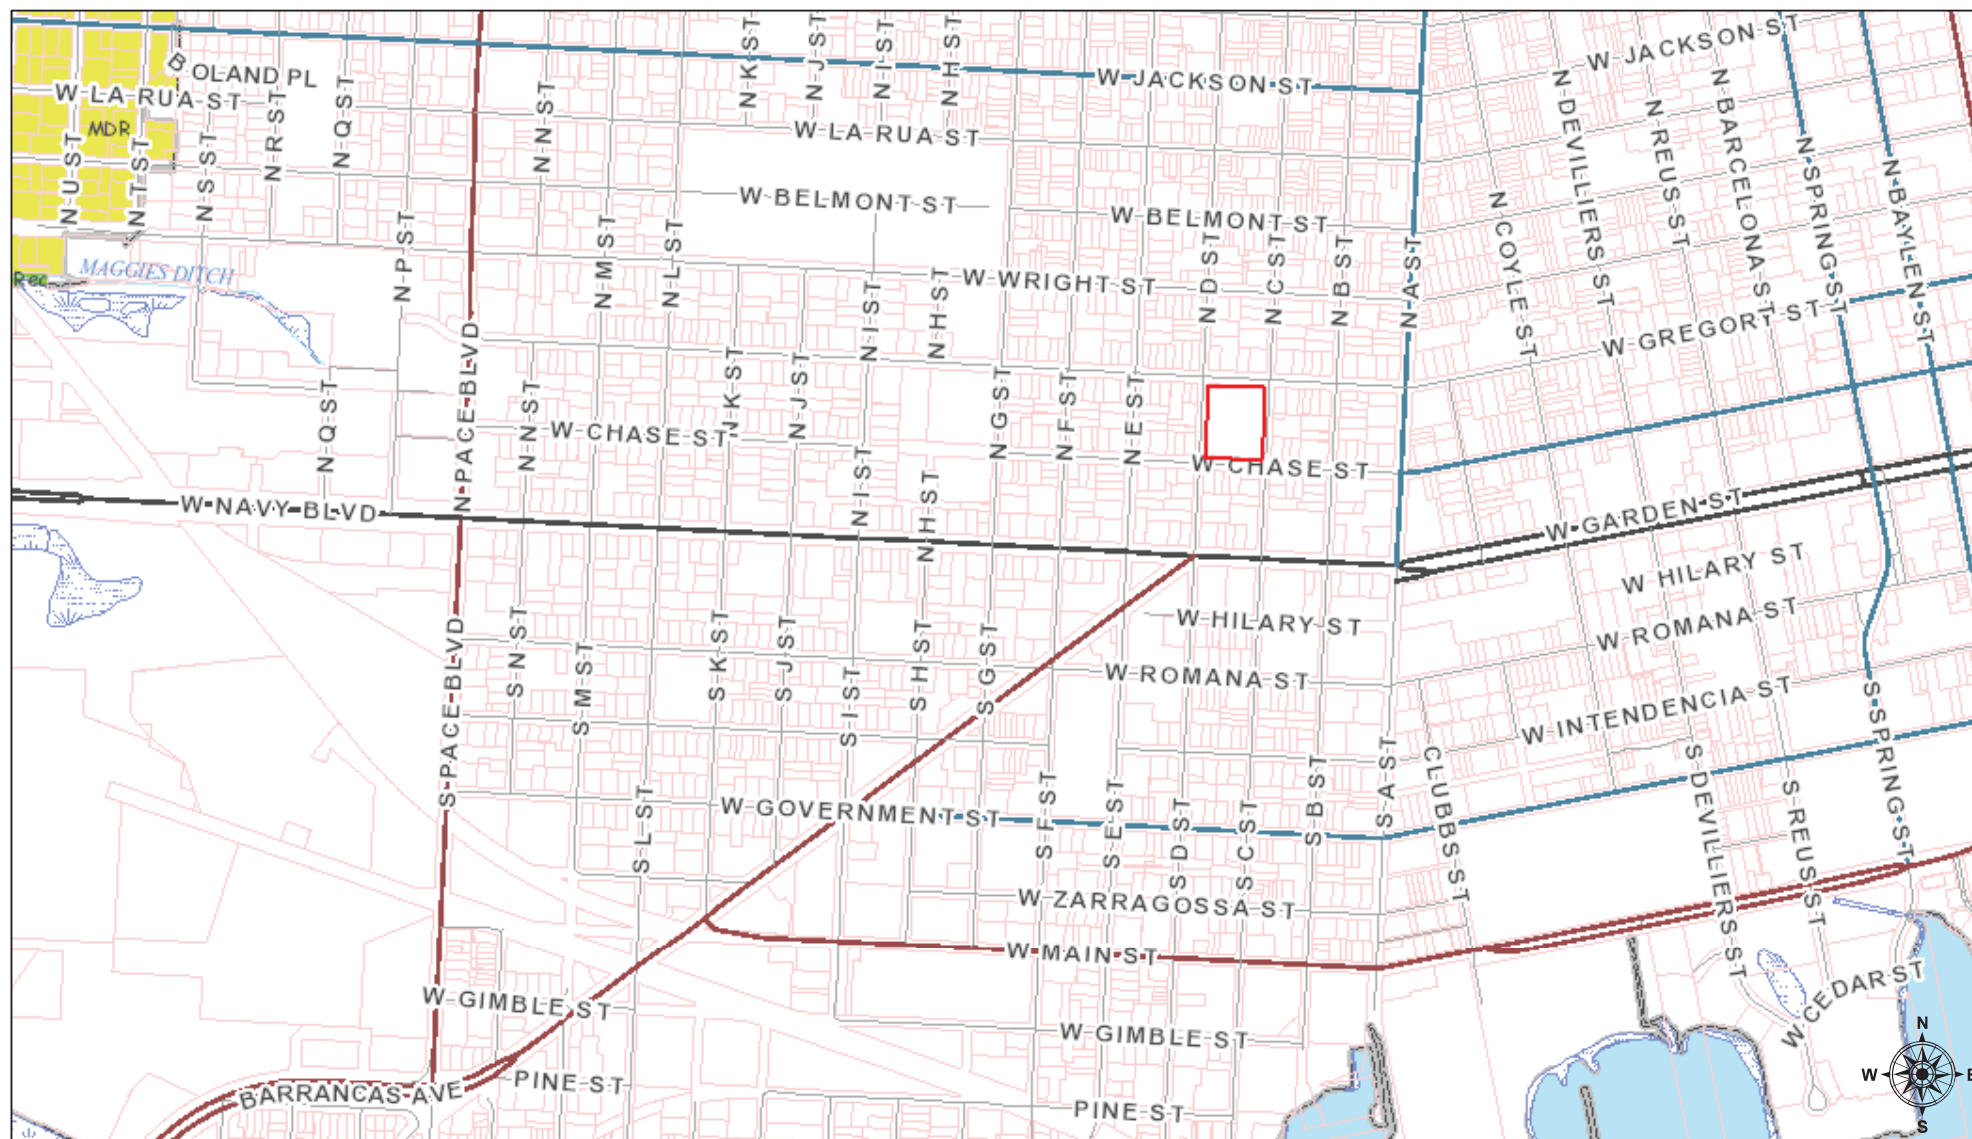 N K ST
N J ST
N I ST
N H ST
W JACKSON ST
W JACKSON ST
BOLAND PL
W LA RUA ST
MDR
N U ST
N T ST
N S ST
N R ST
N Q ST
N N ST
W LA RUA ST
W BELMONT ST
W BELMONT ST
N DEVILLIERS ST
N REUS ST
N BARCELONA ST
N SPRING ST
N BAYLEN ST
N COYLE ST
N P ST
N M ST
N L ST
MAGGIES DITCH
Rec
W WRIGHT ST
N D ST
N C ST
N B ST
N A ST
N I ST
N H ST
W GREGORY ST
N PACE BLVD
N Q ST
N N ST
W CHASE ST
N K ST
N J ST
N I ST
N H ST
N G ST
N F ST
N E ST
W CHASE ST
W NAVY BLVD
W GARDEN ST
W HILARY ST
W HILARY ST
W ROMANA ST
W ROMANA ST
S PACE BLVD
S N ST
S M ST
S K ST
S J ST
S I ST
S H ST
S G ST
W INTENDENCIA ST
S SPRING ST
S L ST
W GOVERNMENT ST
S F ST
S E ST
S D ST
S C ST
S B ST
S A ST
CLUBBS ST
S DEVILLIERS ST
S REUS ST
W ZARRAGOSSA ST
W MAIN ST
W GIMBLE ST
W GIMBLE ST
W CEDAR ST
BARRANCAS AVE
PINE ST
PINE ST
N
W
E
S